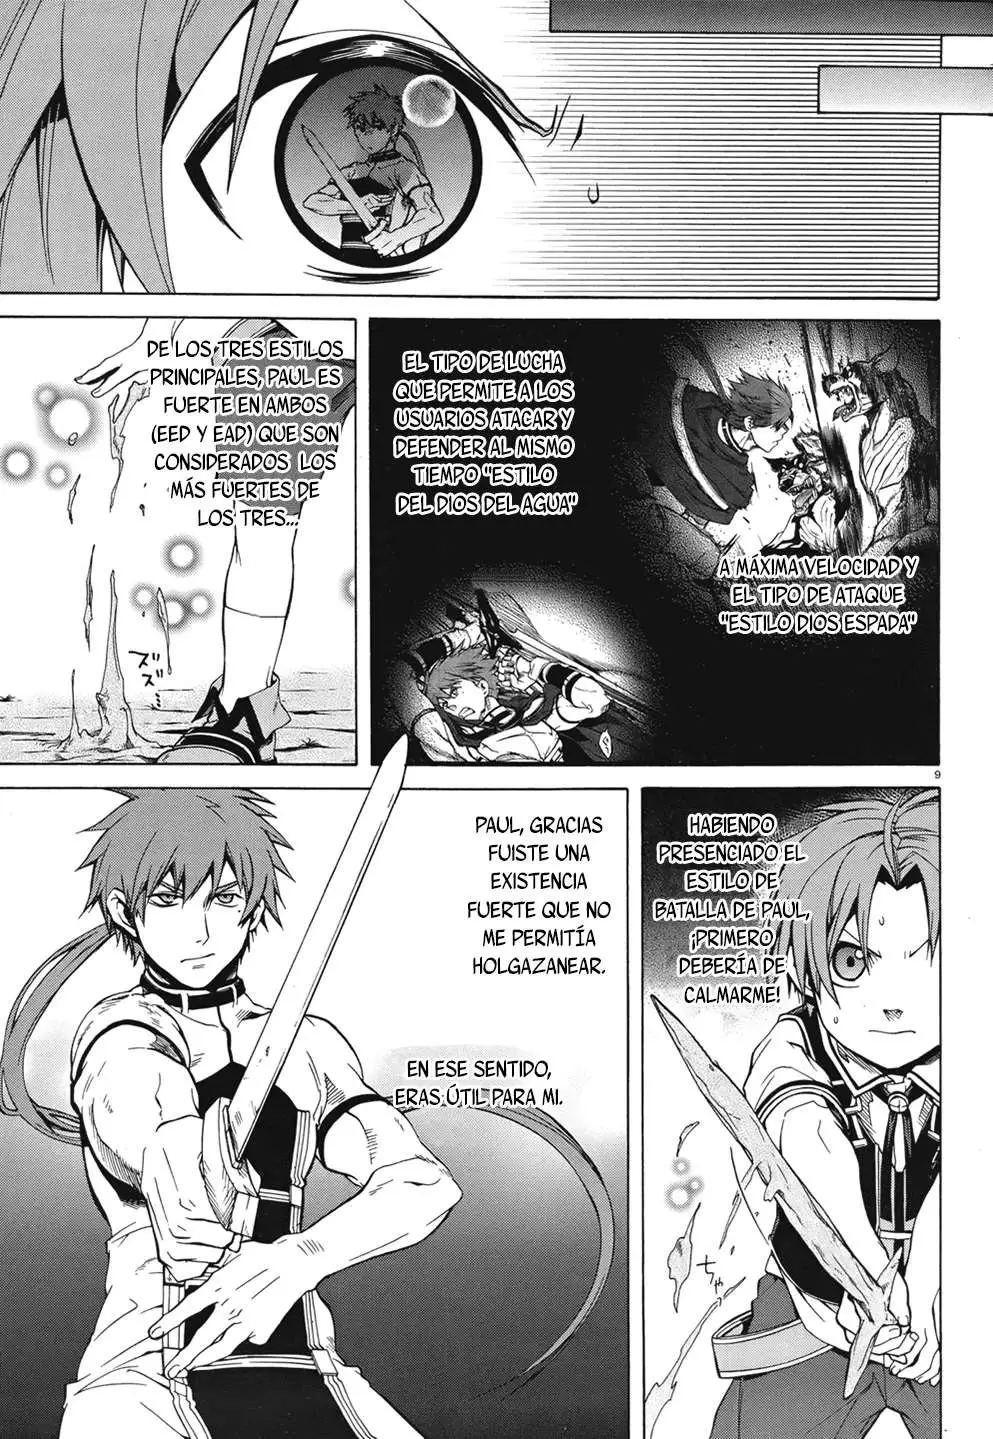 A MÁXIMA VELOCIDAD Y
EL TIPO DE ATAQUE
"ESTILO DIOS ESPADA"
EL TIPO DE LUCHA
QUE PERMITE A LOS
USUARIOS ATACAR Y
DEFENDER AL MISMO
TIEMPO "ESTILO
DEL DIOS DEL AGUA"
DE LOS TRES ESTILOS
PRINCIPALES, PAUL ES
FUERTE EN AMBOS
(EED Y EAD) QUE SON
CONSIDERADOS LOS
MÁS FUERTES DE
LOS TRES...
ズズ...
9
HABIENDO
PRESENCIADO EL
ESTILO DE
BATALLA DE PAUL,
¡PRIMERO
DEBERÍA DE
CALMARME!
ちゃ
PAUL, GRACIAS
FUISTE UNA
EXISTENCIA
FUERTE QUE NO
ME PERMITÍA
HOLGAZANEAR.
EN ESE SENTIDO,
ERAS ÚTIL PARA MI.